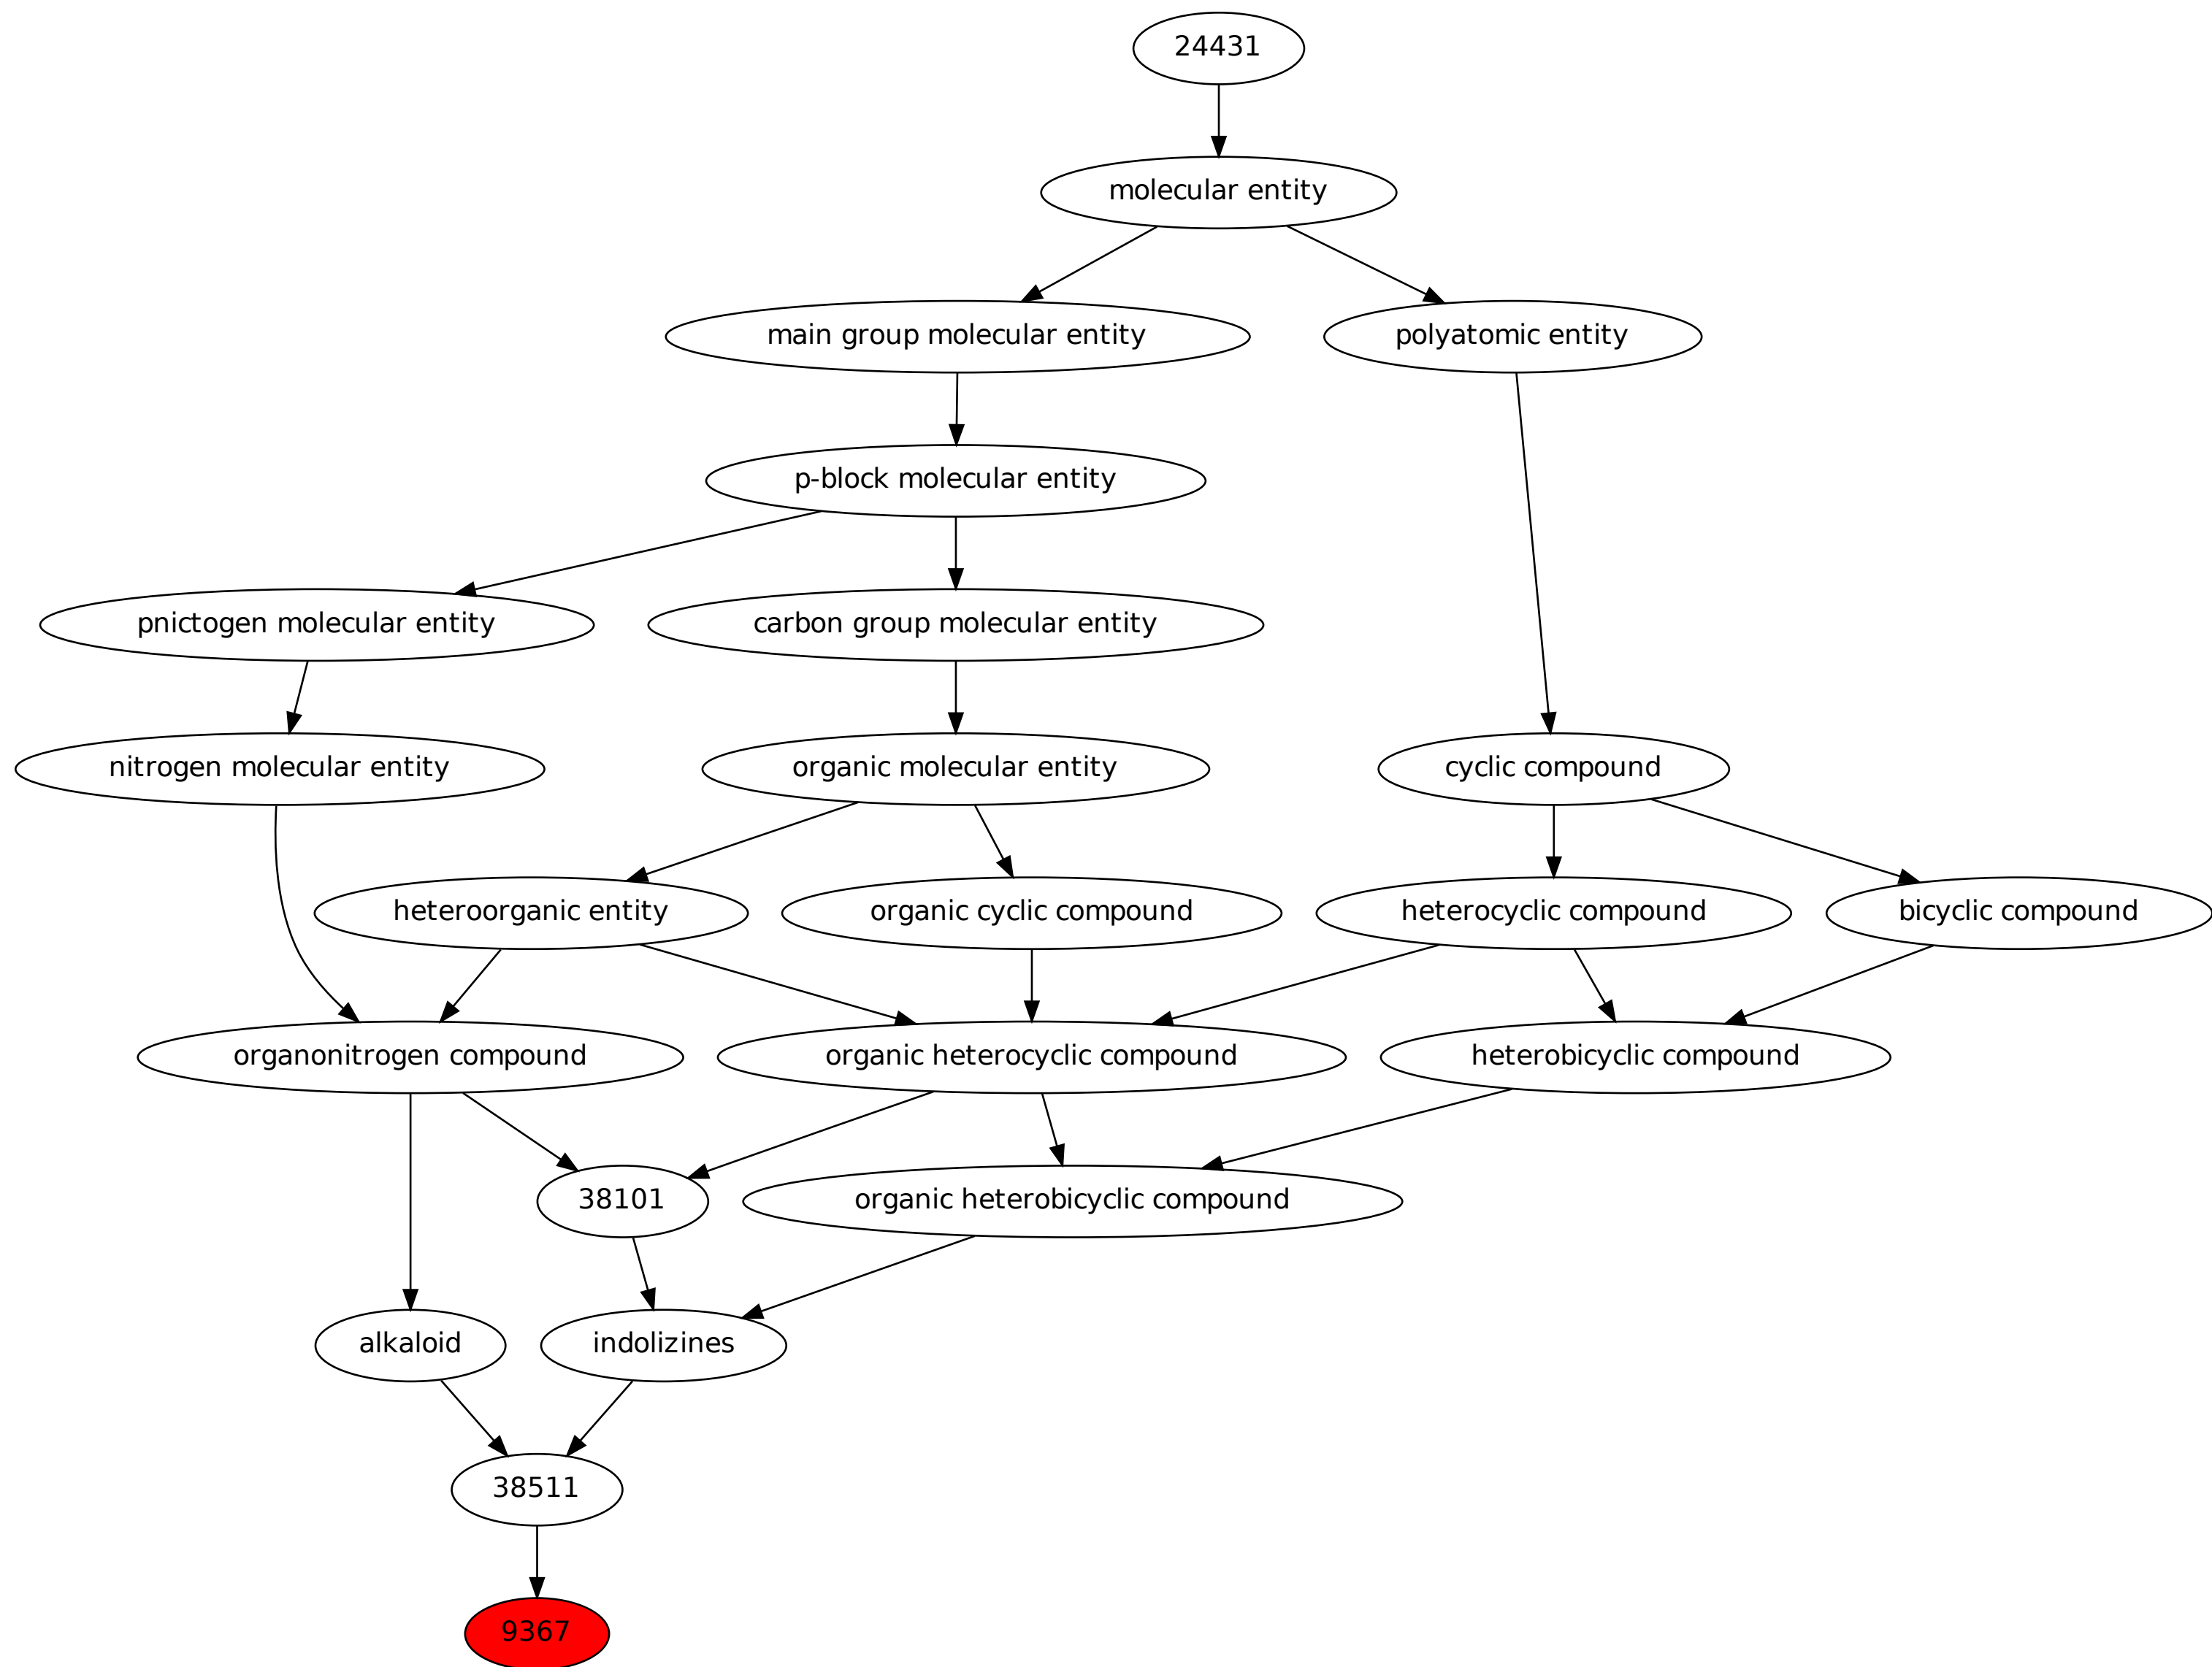 24431
molecular entity
main group molecular entity
polyatomic entity
p-block molecular entity
pnictogen molecular entity
carbon group molecular entity
nitrogen molecular entity
organic molecular entity
cyclic compound
heteroorganic entity
organic cyclic compound
heterocyclic compound
bicyclic compound
organonitrogen compound
organic heterocyclic compound
heterobicyclic compound
38101
organic heterobicyclic compound
alkaloid
indolizines
38511
9367